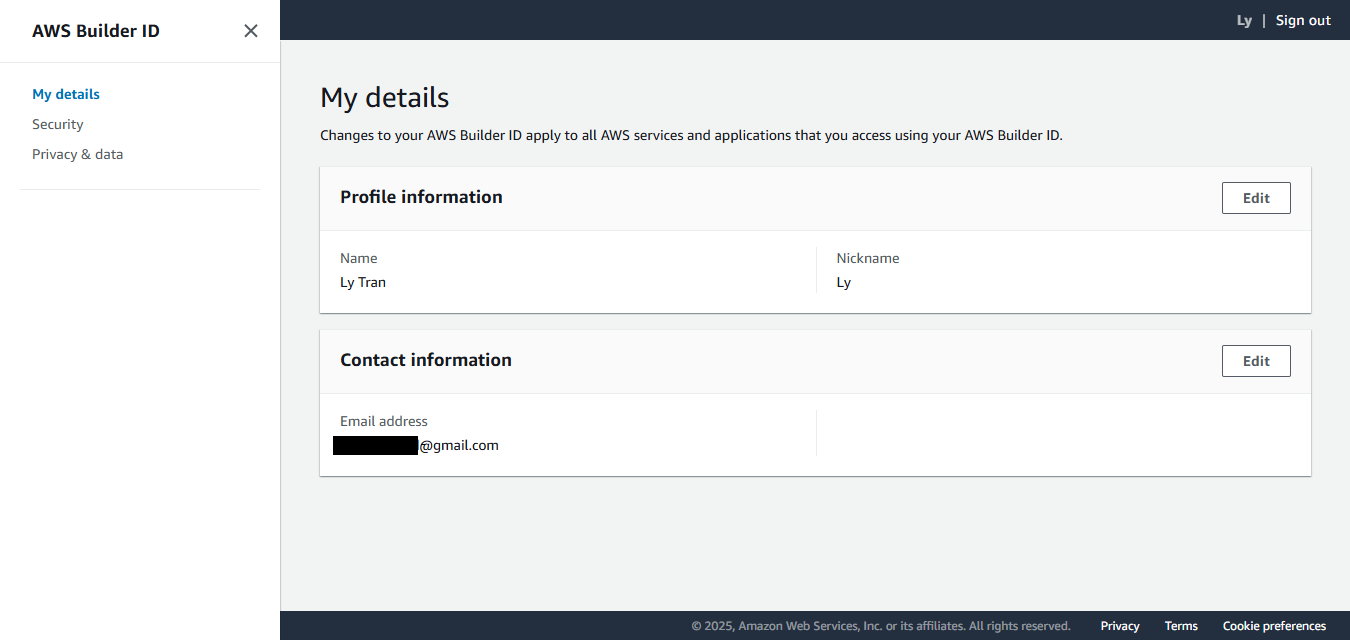 AWS Builder ID
My details
Security
Privacy & data
Ly | Sign out
My details
Changes to your AWS Builder ID apply to all AWS services and applications that you access using your AWS Builder ID.
Profile information
Edit
Name
Ly Tran
Nickname
Ly
Contact information
Edit
Email address
@gmail.com
© 2025, Amazon Web Services, Inc. or its affiliates. All rights reserved. Privacy Terms Cookie preferences